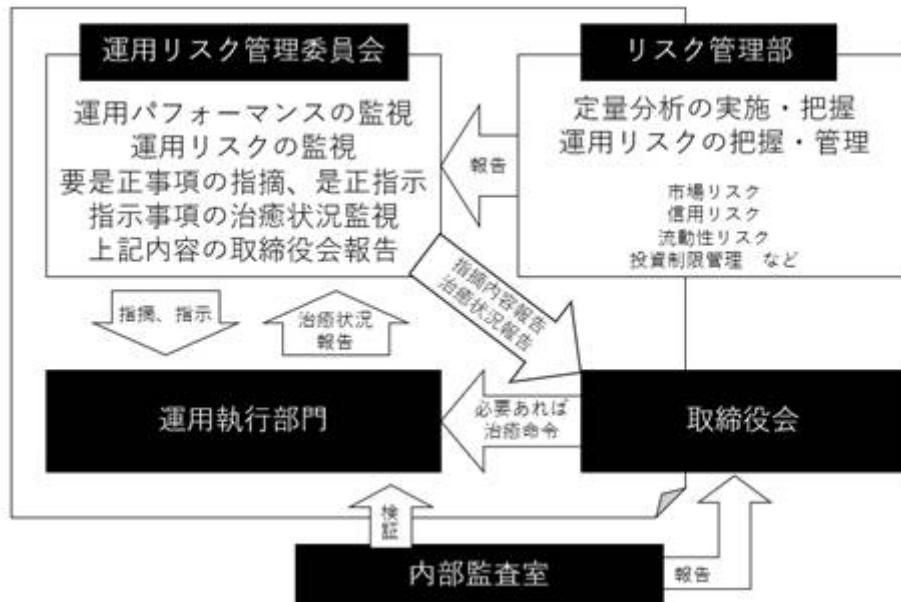 運用リスク管理委員会
運用パフォーマンスの監視
運用リスクの監視
要是正事項の指摘、是正指示
指示事項の治癒状況監視
上記内容の取締役会報告
リスク管理部
定量分析の実施・把握
運用リスクの把握・管理
市場リスク
信用リスク
流動性リスク
投資制限管理　など
報告
指摘、指示
治癒状況
報告
指摘内容報告
治癒状況報告
運用執行部門
必要あれば
治癒命令
取締役会
検証
内部監査室
報告